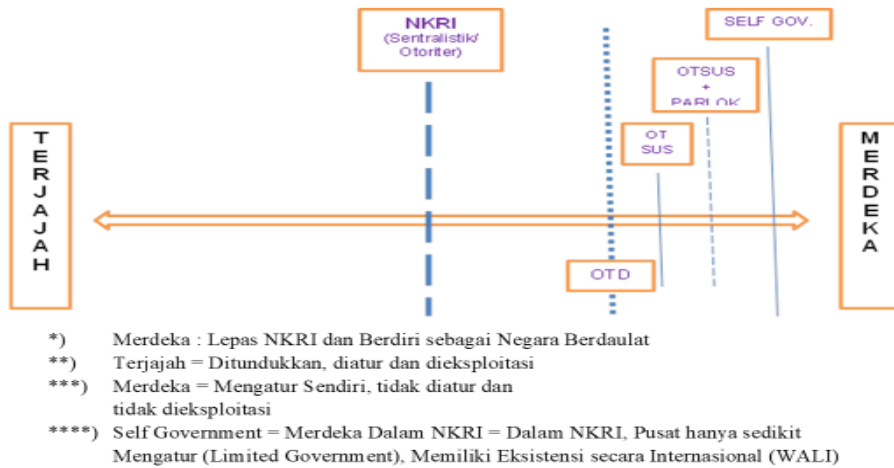 NKRI
(Sentralistik/
Otoriter)
SELF GOV.
OTSUS
+
PARLOK
OT
SUS
TERJAJAH
MERDEKA
OTD
*) Merdeka : Lepas NKRI dan Berdiri sebagai Negara Berdaulat
**) Terjajah = Ditundukkan, diatur dan dieksploitasi
***) Merdeka = Mengatur Sendiri, tidak diatur dan
tidak dieksploitasi
****) Self Government = Merdeka Dalam NKRI = Dalam NKRI, Pusat hanya sedikit
Mengatur (Limited Government), Memiliki Eksistensi secara Internasional (WALI)